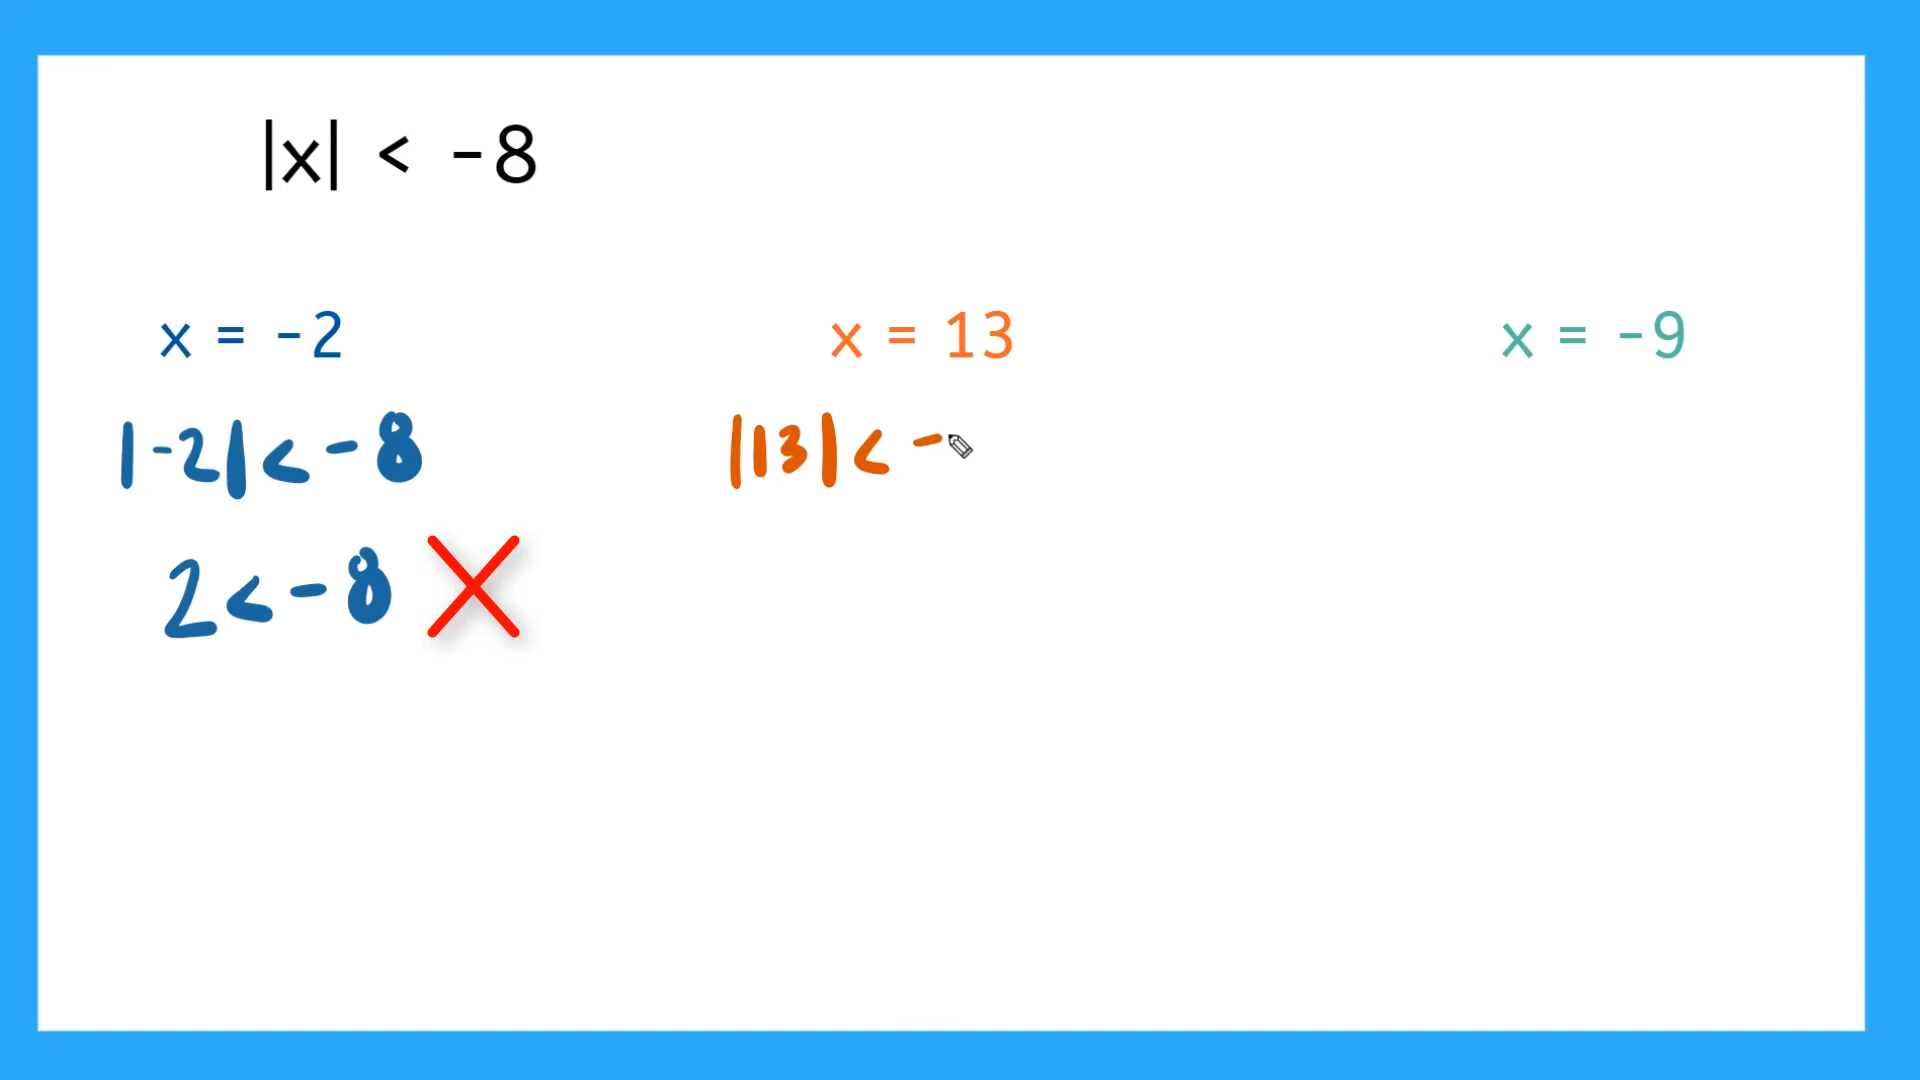 |x| < -8
x = -2
x = 13
x = -9
|-2| < -8
|13| < -
2 < -8